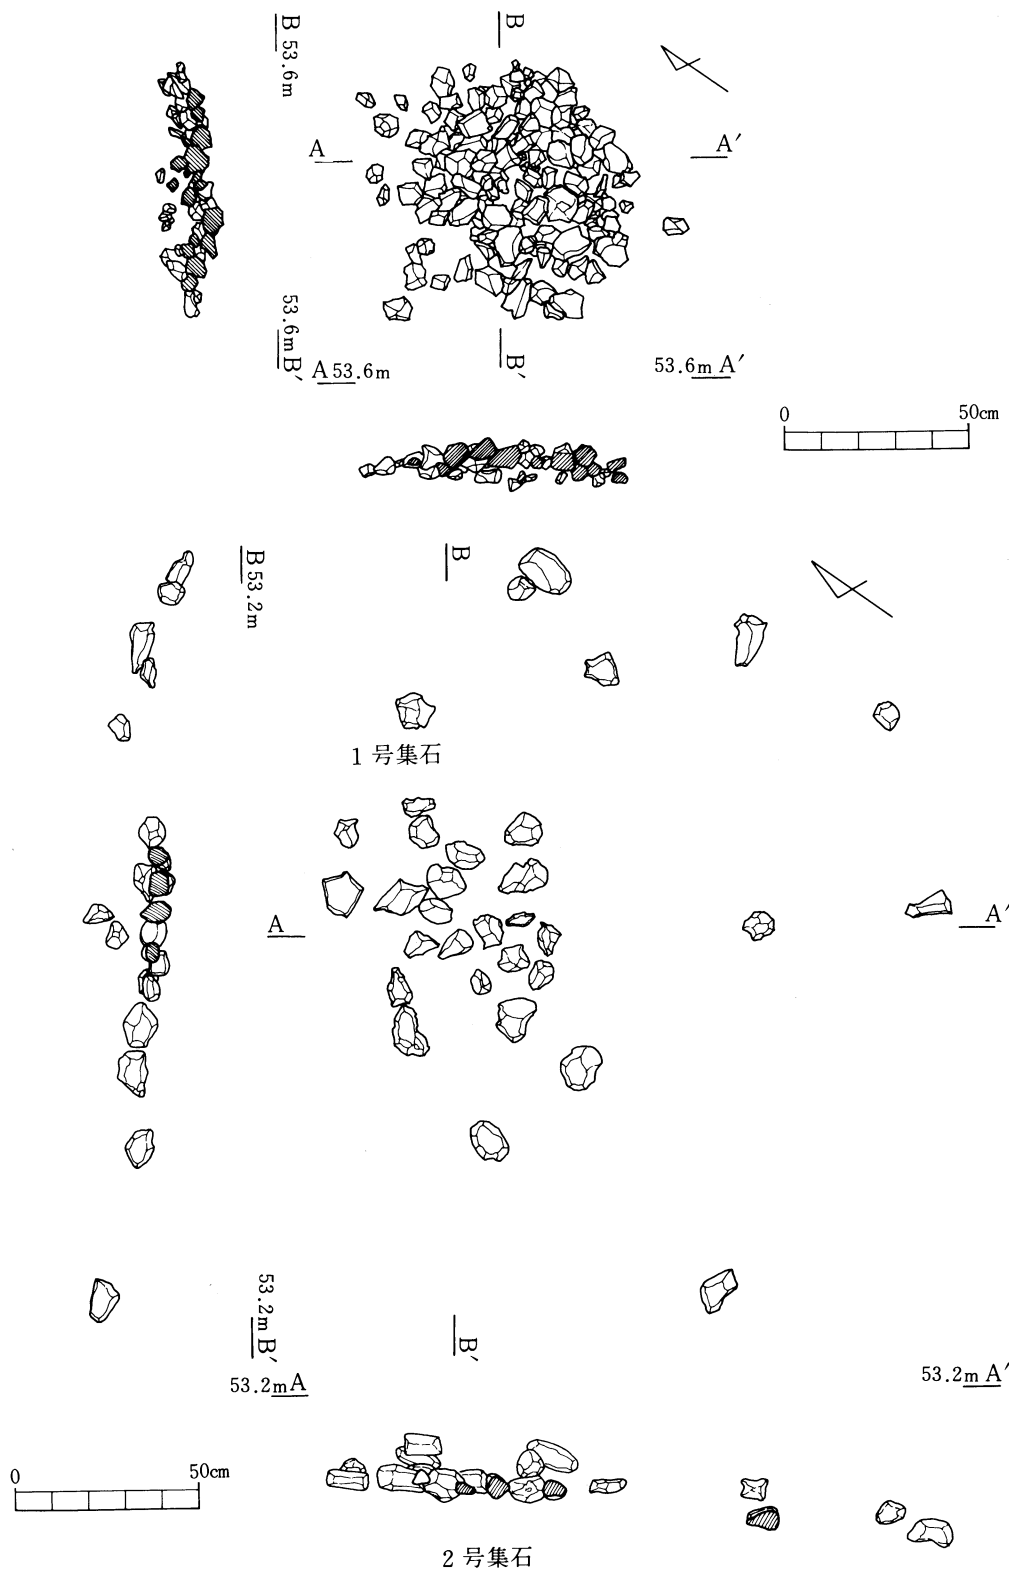 B 53.6m
B
A
A′
53.6m B′
B′
A 53.6m
53.6m A′
0 50cm
B 53.2m
B
1号集石
A
A′
53.2m B′
B′
53.2m A
53.2m A′
0 50cm
2号集石